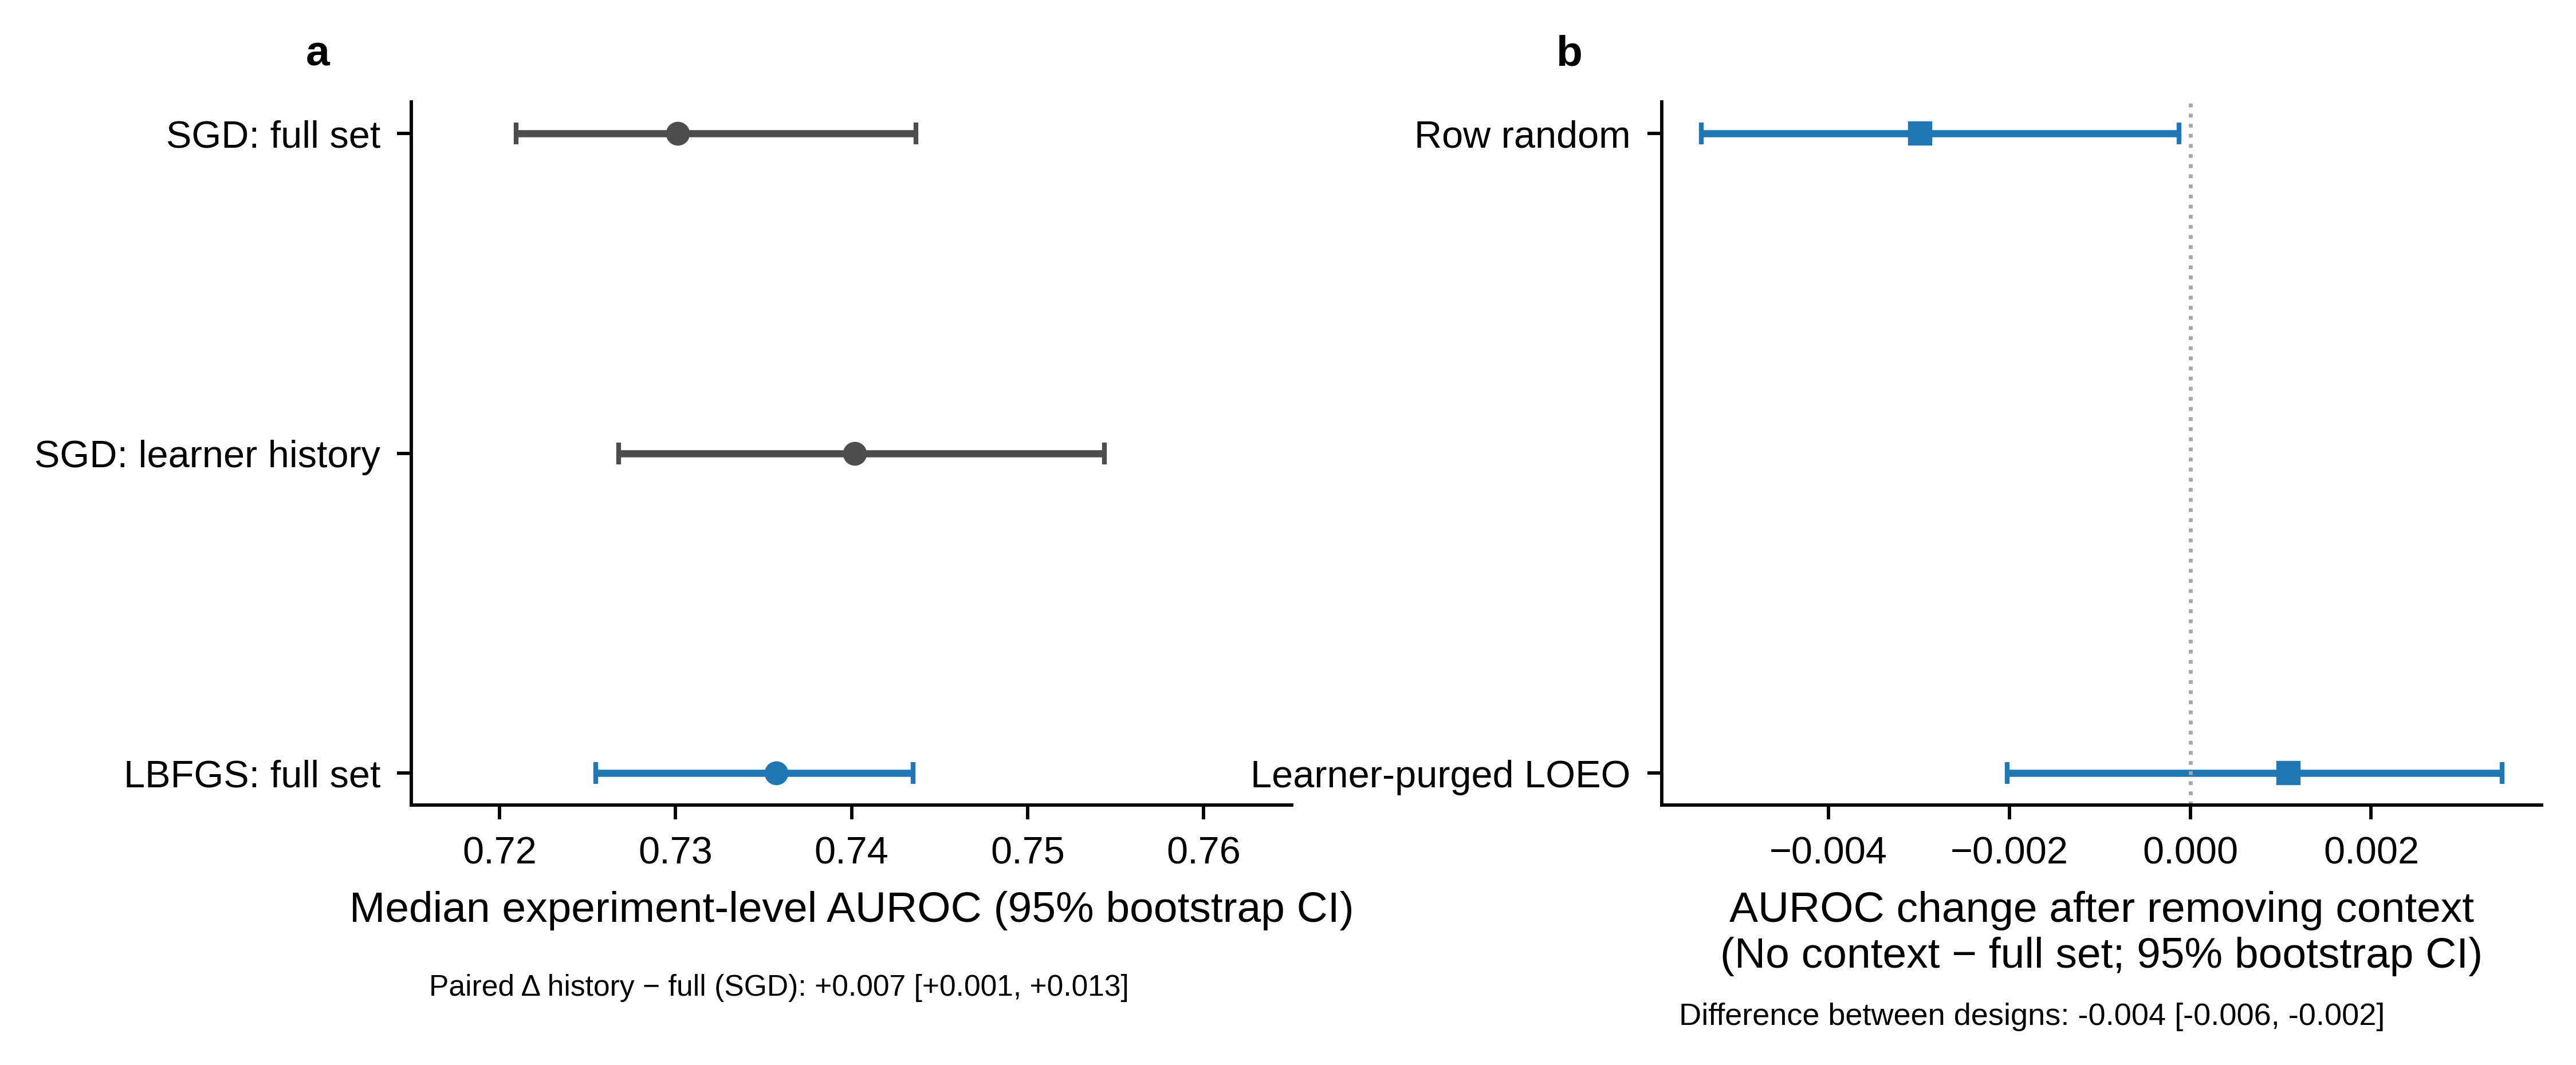 a
SGD: full set
SGD: learner history
LBFGS: full set
0.72 0.73 0.74 0.75 0.76
Median experiment-level AUROC (95% bootstrap CI)
Paired Δ history − full (SGD): +0.007 [+0.001, +0.013]
b
Row random
Learner-purged LOEO
−0.004 −0.002 0.000 0.002
AUROC change after removing context
(No context − full set; 95% bootstrap CI)
Difference between designs: -0.004 [-0.006, -0.002]